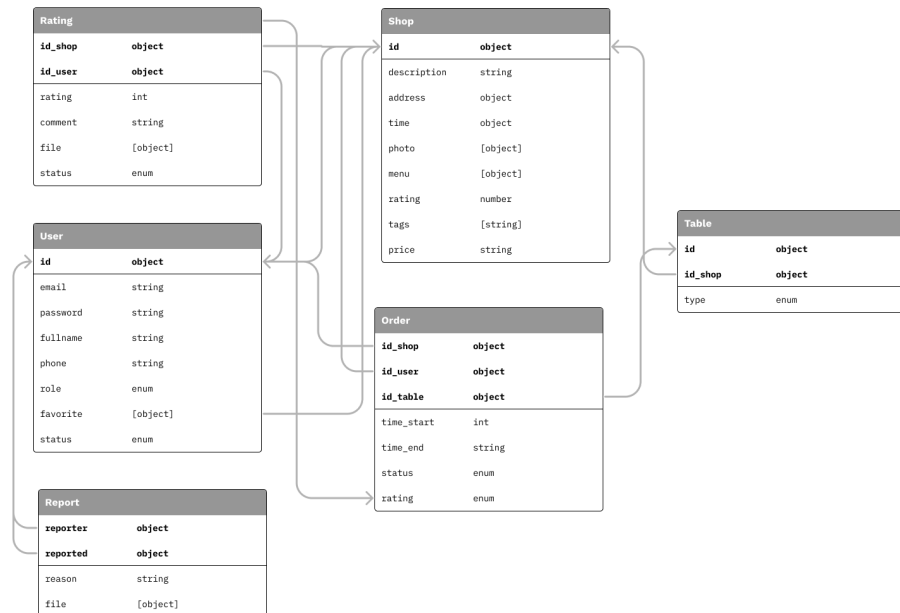 Rating
id_shop object
id_user object
rating int
comment string
file [object]
status enum
Shop
id object
description string
address object
time object
photo [object]
menu [object]
rating number
tags [string]
price string
User
id object
email string
password string
fullname string
phone string
role enum
favorite [object]
status enum
Table
id object
id_shop object
type enum
Order
id_shop object
id_user object
id_table object
time_start int
time_end string
status enum
rating enum
Report
reporter object
reported object
reason string
file [object]